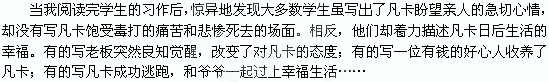 当我阅读完学生的习作后，惊异地发现大多数学生虽写出了凡卡盼望亲人的急切心情，
却没有写凡卡饱受毒打的痛苦和悲惨死去的场面。相反，他们却着力描述凡卡日后生活的
幸福。有的写老板突然良知觉醒，改变了对凡卡的态度；有的写一位有钱的好心人收养了
凡卡；有的写凡卡成功逃跑，和爷爷一起过上幸福生活……